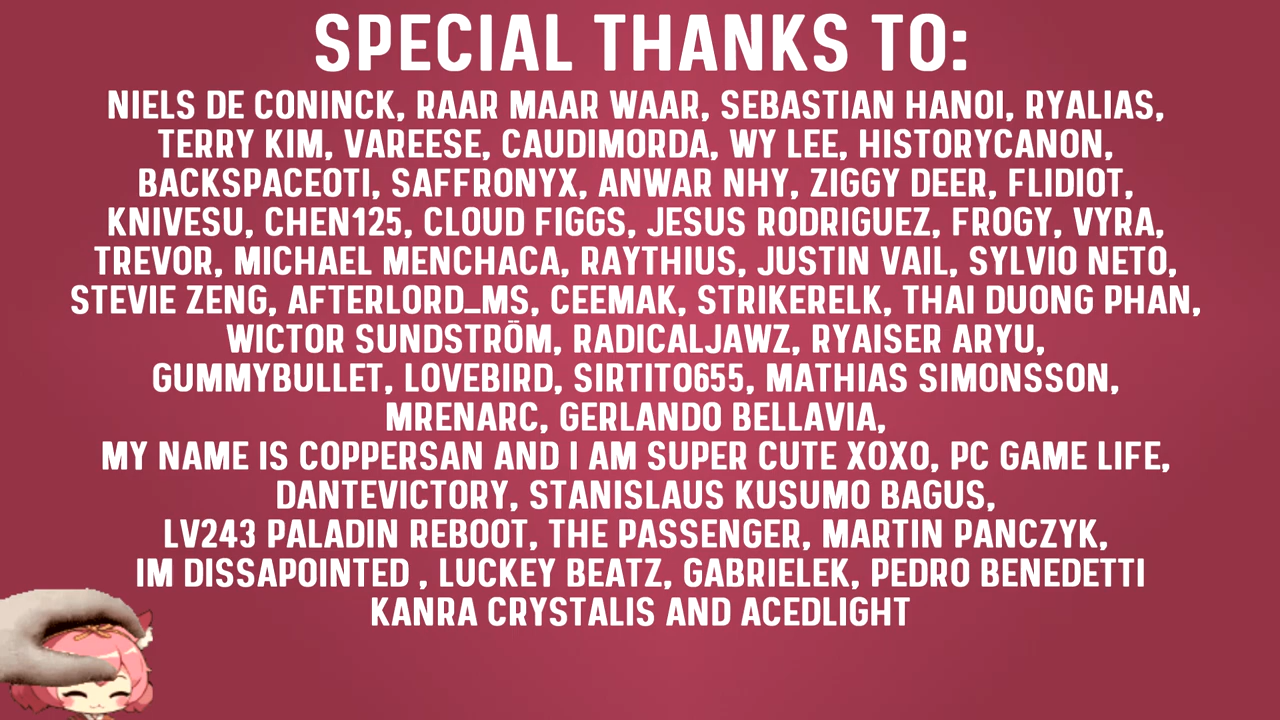 SPECIAL THANKS TO:
NIELS DE CONINCK, RAAR MAAR WAAR, SEBASTIAN HANOI, RYALIAS,
TERRY KIM, VAREESE, CAUDIMORDA, WY LEE, HISTORYCANON,
BACKSPACEOTI, SAFFRONYX, ANWAR NHY, ZIGGY DEER, FLIDIOT,
KNIVESU, CHEN125, CLOUD FIGGS, JESUS RODRIGUEZ, FROGY, VYRA,
TREVOR, MICHAEL MENCHACA, RAYTHIUS, JUSTIN VAIL, SYLVIO NETO,
STEVIE ZENG, AFTERLORD_MS, CEEMAK, STRIKERELK, THAI DUONG PHAN,
WICTOR SUNDSTRÖM, RADICALJAWZ, RYAISER ARYU,
GUMMYBULLET, LOVEBIRD, SIRTITO655, MATHIAS SIMONSSON,
MRENARC, GERLANDO BELLAVIA,
MY NAME IS COPPERSAN AND I AM SUPER CUTE XOXO, PC GAME LIFE,
DANTEVICTORY, STANISLAUS KUSUMO BAGUS,
LV243 PALADIN REBOOT, THE PASSENGER, MARTIN PANCZYK,
IM DISSAPOINTED , LUCKEY BEATZ, GABRIELEK, PEDRO BENEDETTI
KANRA CRYSTALIS AND ACEDLIGHT